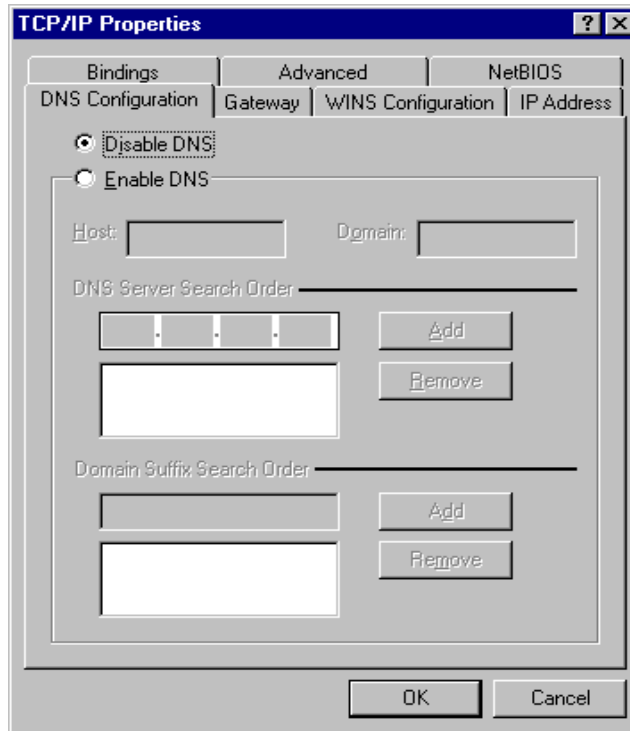 TCP/IP Properties
Bindings Advanced NetBIOS
DNS Configuration Gateway WINS Configuration IP Address
Disable DNS
Enable DNS
Host: Domain:
DNS Server Search Order
. . .
Add
Remove
Domain Suffix Search Order
Add
Remove
OK Cancel